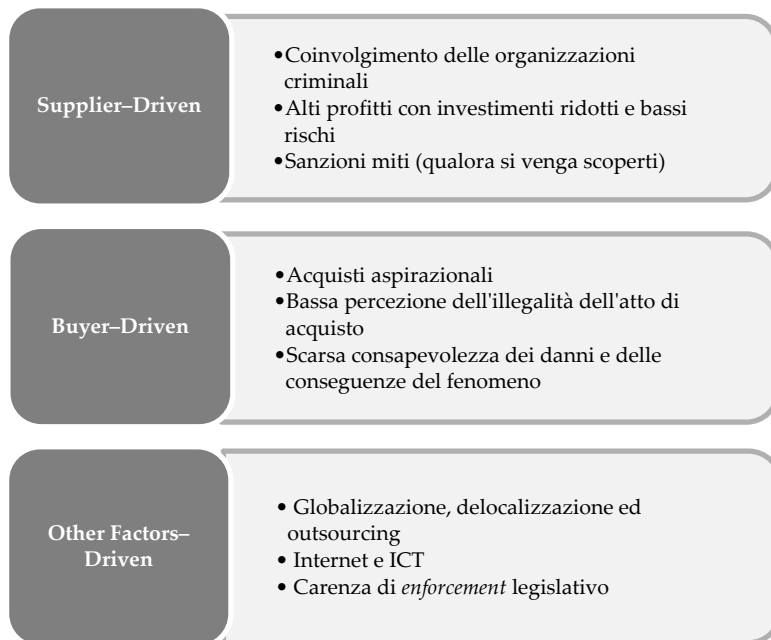 Supplier–Driven
•Coinvolgimento delle organizzazioni
criminali
•Alti profitti con investimenti ridotti e bassi
rischi
•Sanzioni miti (qualora si venga scoperti)
Buyer–Driven
•Acquisti aspirazionali
•Bassa percezione dell'illegalità dell'atto di
acquisto
•Scarsa consapevolezza dei danni e delle
conseguenze del fenomeno
Other Factors–
Driven
• Globalizzazione, delocalizzazione ed
outsourcing
• Internet e ICT
• Carenza di enforcement legislativo